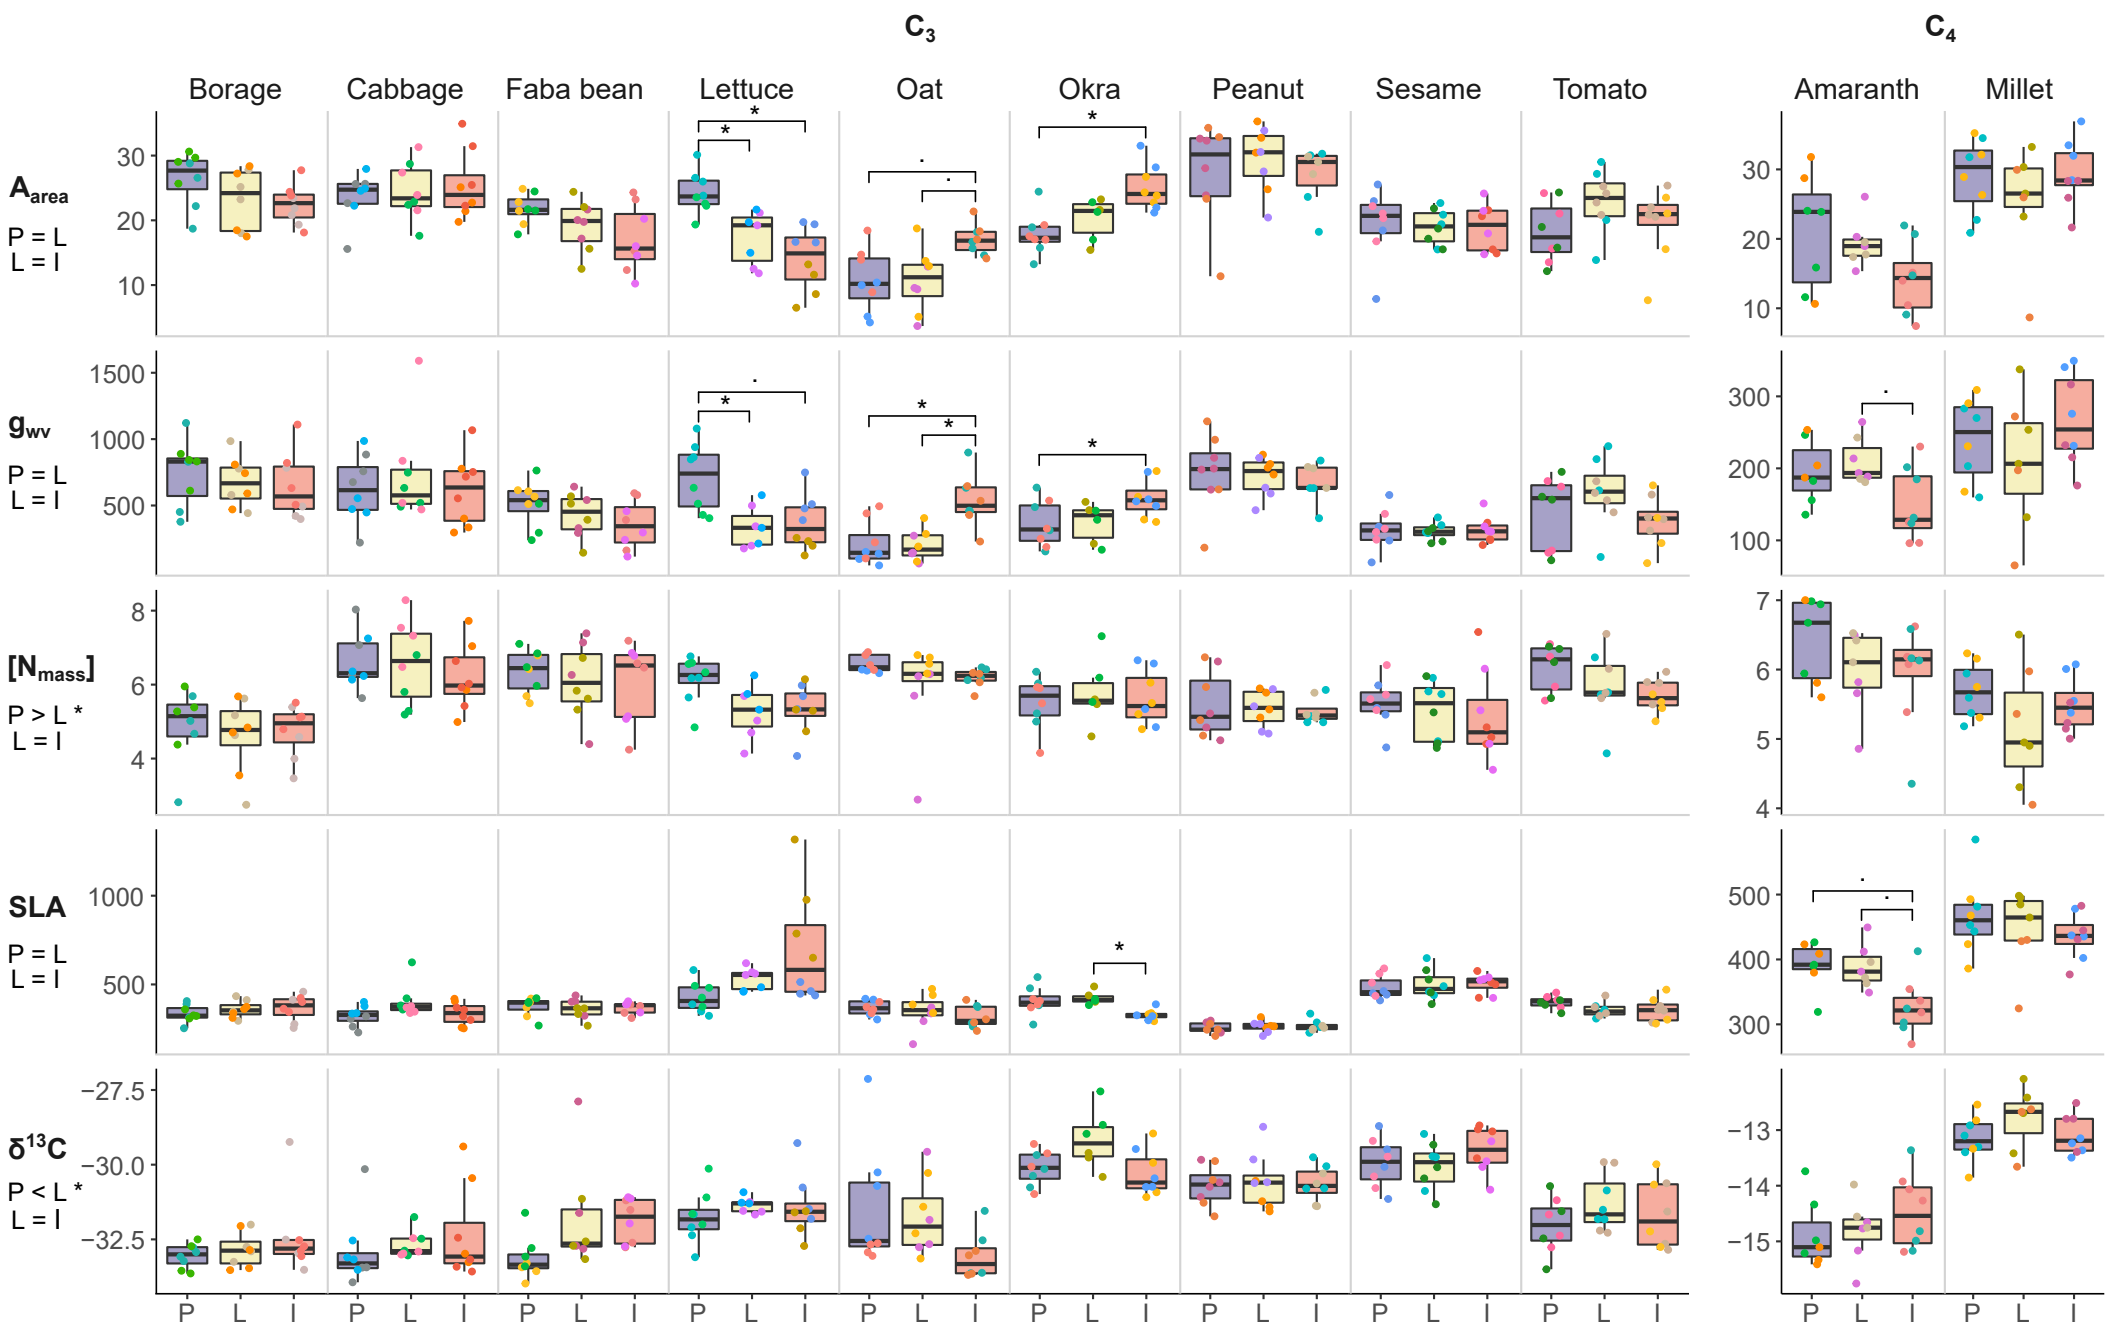 C3 C4
Borage Cabbage Faba bean Lettuce Oat Okra Peanut Sesame Tomato Amaranth Millet
* * . . * 
Aarea
P = L
L = I
30
20
10
30
20
10
gwv
P = L
L = I
1500
1000
500
. * * * * .
300
200
100
[Nmass]
P > L *
L = I
8
6
4
7
6
5
4
SLA
P = L
L = I
1000
500
* . .
500
400
300
δ13C
P < L *
L = I
−27.5
−30.0
−32.5
−13
−14
−15
P L I P L I P L I P L I P L I P L I P L I P L I P L I P L I P L I